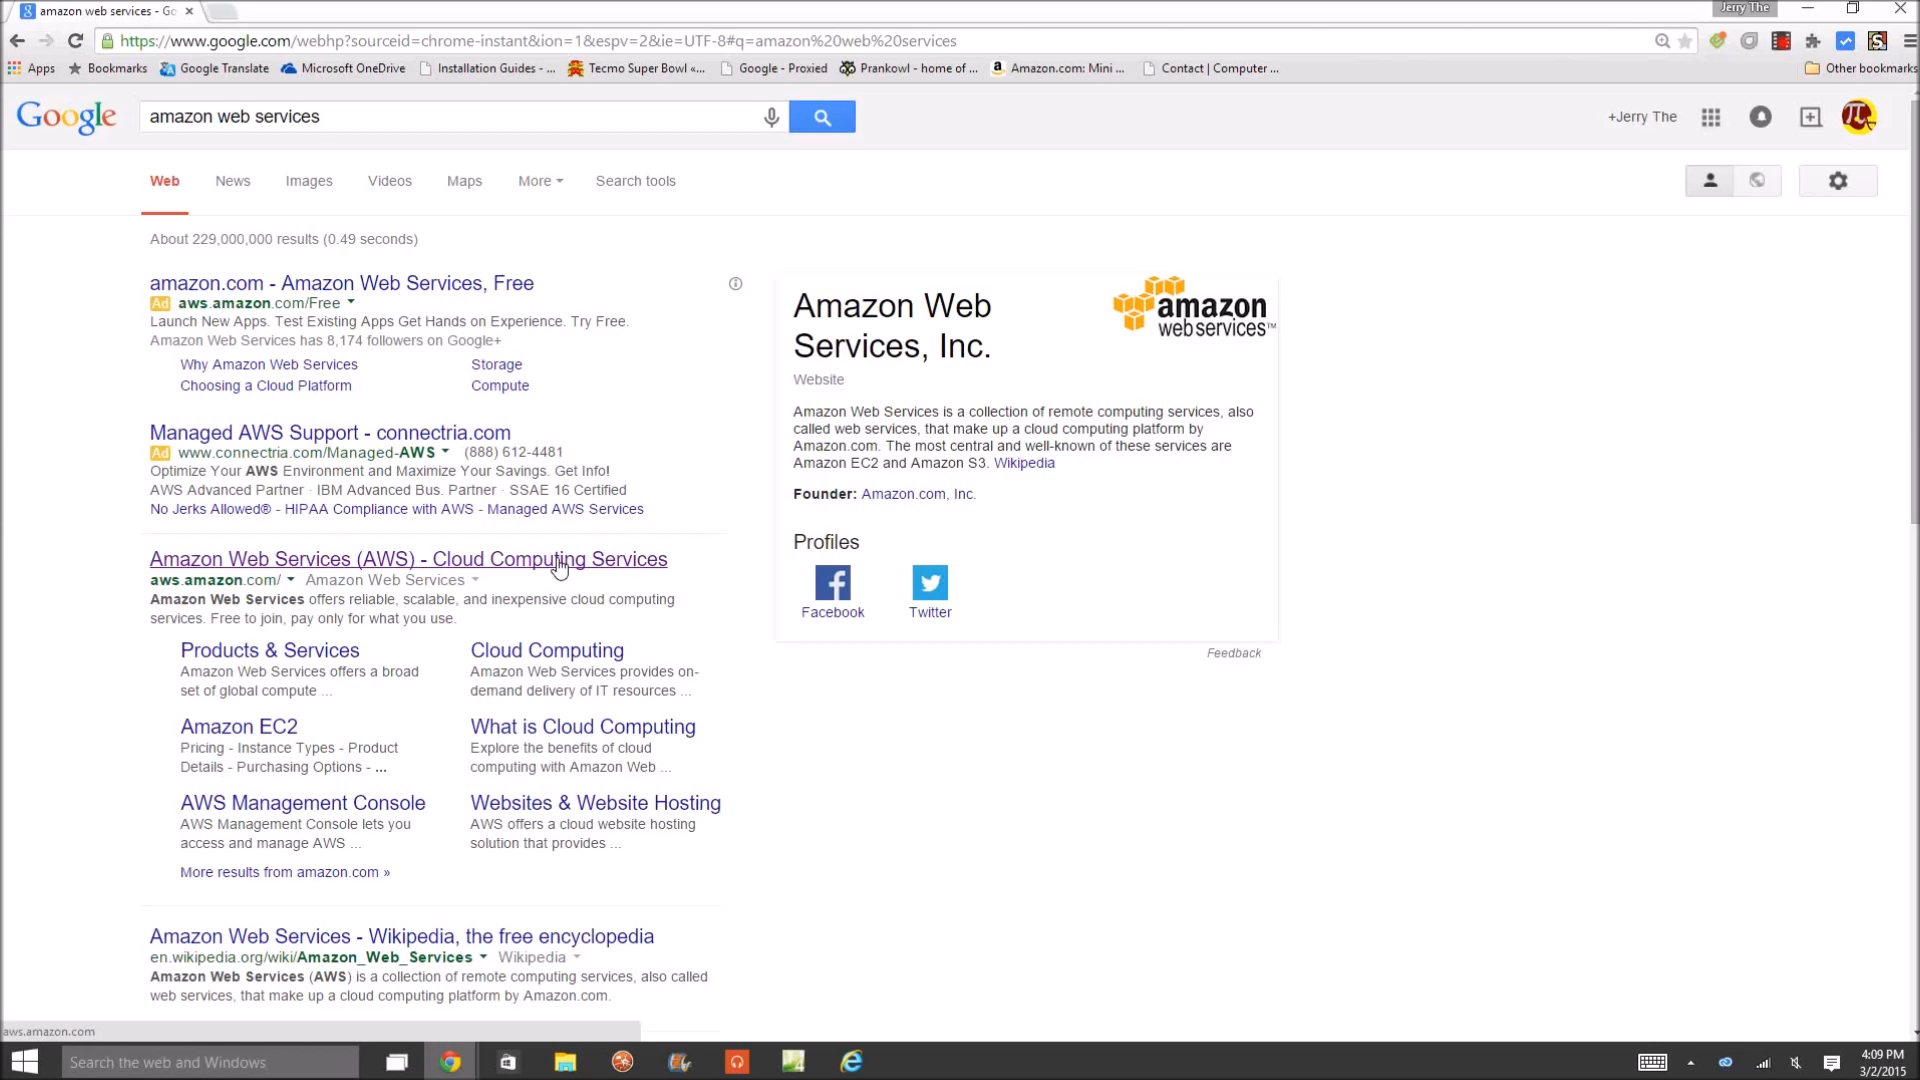 amazon web services - Go
Jerry The
https://www.google.com/webhp?sourceid=chrome-instant&ion=1&espv=2&ie=UTF-8#q=amazon%20web%20services
Apps Bookmarks Google Translate Microsoft OneDrive Installation Guides - ... Tecmo Super Bowl «... Google - Proxied Prankowl - home of ... Amazon.com: Mini ... Contact | Computer ... Other bookmarks
Google amazon web services +Jerry The
Web News Images Videos Maps More Search tools
About 229,000,000 results (0.49 seconds)
amazon.com - Amazon Web Services, Free
Ad aws.amazon.com/Free
Launch New Apps. Test Existing Apps Get Hands on Experience. Try Free.
Amazon Web Services has 8,174 followers on Google+
Why Amazon Web Services Storage
Choosing a Cloud Platform Compute
Managed AWS Support - connectria.com
Ad www.connectria.com/Managed-AWS (888) 612-4481
Optimize Your AWS Environment and Maximize Your Savings. Get Info!
AWS Advanced Partner · IBM Advanced Bus. Partner · SSAE 16 Certified
No Jerks Allowed® - HIPAA Compliance with AWS - Managed AWS Services
Amazon Web Services (AWS) - Cloud Computing Services
aws.amazon.com/ Amazon Web Services
Amazon Web Services offers reliable, scalable, and inexpensive cloud computing
services. Free to join, pay only for what you use.
Products & Services
Amazon Web Services offers a broad
set of global compute ...
Cloud Computing
Amazon Web Services provides on-
demand delivery of IT resources ...
Amazon EC2
Pricing - Instance Types - Product
Details - Purchasing Options - ...
What is Cloud Computing
Explore the benefits of cloud
computing with Amazon Web ...
AWS Management Console
AWS Management Console lets you
access and manage AWS ...
Websites & Website Hosting
AWS offers a cloud website hosting
solution that provides ...
More results from amazon.com »
Amazon Web Services - Wikipedia, the free encyclopedia
en.wikipedia.org/wiki/Amazon_Web_Services Wikipedia
Amazon Web Services (AWS) is a collection of remote computing services, also called
web services, that make up a cloud computing platform by Amazon.com.
Amazon Web
Services, Inc.
amazon
webservices™
Website
Amazon Web Services is a collection of remote computing services, also
called web services, that make up a cloud computing platform by
Amazon.com. The most central and well-known of these services are
Amazon EC2 and Amazon S3. Wikipedia
Founder: Amazon.com, Inc.
Profiles
Facebook Twitter
Feedback
aws.amazon.com
Search the web and Windows
4:09 PM
3/2/2015